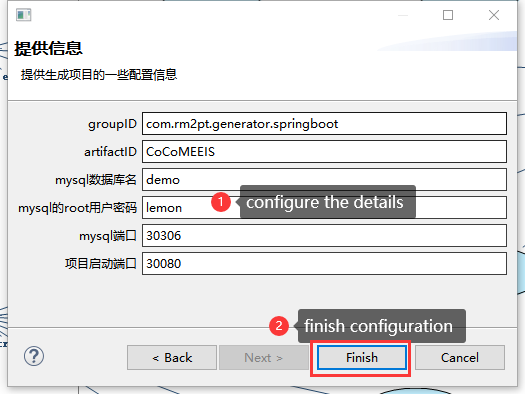 提供信息
提供生成项目的一些配置信息
groupID com.rm2pt.generator.springboot
artifactID CoCoMEEIS
mysql数据库名 demo
mysql的root用户密码 lemon
1 configure the details
mysql端口 30306
项目启动端口 30080
2 finish configuration
? < Back Next > Finish Cancel